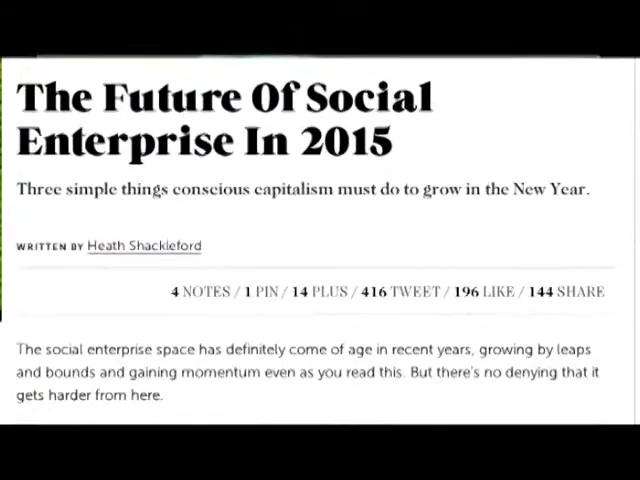 The Future Of Social
Enterprise In 2015
Three simple things conscious capitalism must do to grow in the New Year.
WRITTEN BY Heath Shackleford
4 NOTES / 1 PIN / 14 PLUS / 416 TWEET / 196 LIKE / 144 SHARE
The social enterprise space has definitely come of age in recent years, growing by leaps
and bounds and gaining momentum even as you read this. But there's no denying that it
gets harder from here.